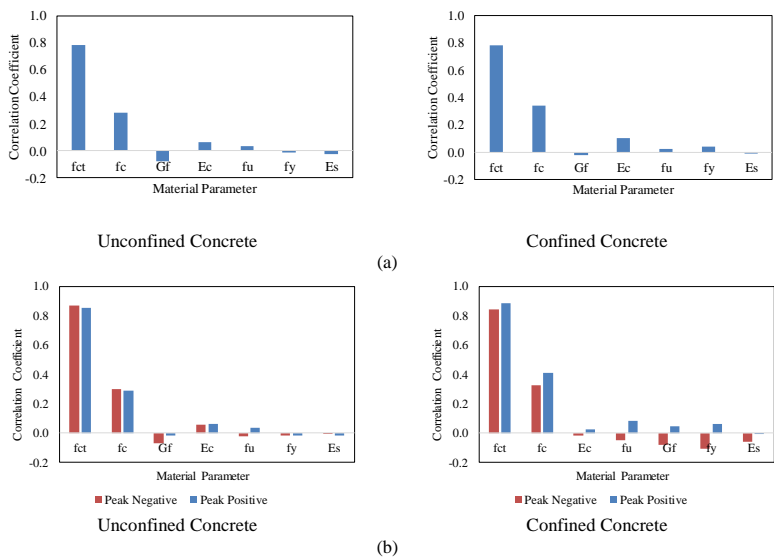 1.0
0.8
0.6
0.4
0.2
0.0
-0.2
Correlation Coefficient
fct fc Gf Ec fu fy Es
Material Parameter
Unconfined Concrete
1.0
0.8
0.6
0.4
0.2
0.0
-0.2
Correlation Coefficient
fct fc Gf Ec fu fy Es
Material Parameter
Confined Concrete
(a)
1.0
0.8
0.6
0.4
0.2
0.0
-0.2
Correlation Coefficient
fct fc Gf Ec fu fy Es
Material Parameter
Peak Negative Peak Positive
Unconfined Concrete
1.0
0.8
0.6
0.4
0.2
0.0
-0.2
Correlation Coefficient
fct fc Ec fu Gf fy Es
Material Parameter
Peak Negative Peak Positive
Confined Concrete
(b)